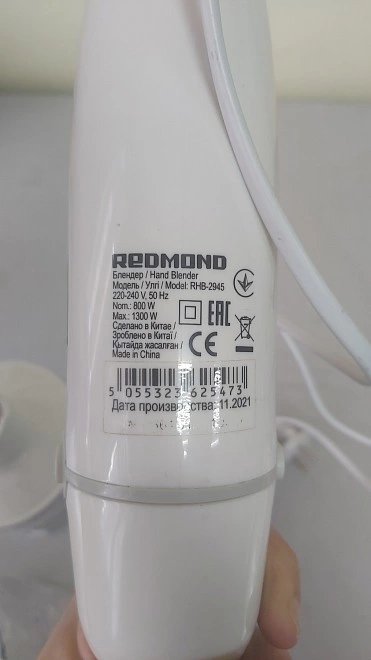 REDMOND
Блендер / Hand Blender
Модель / Үлгі / Model: RHB-2945
220-240 V, 50 Hz
Nom.: 800 W
Max.: 1300 W
Сделано в Китае /
Зроблено в Китаї /
Қытайда жасалған /
Made in China
EAC
CE
5 055323 625473
Дата производства: 11.2021